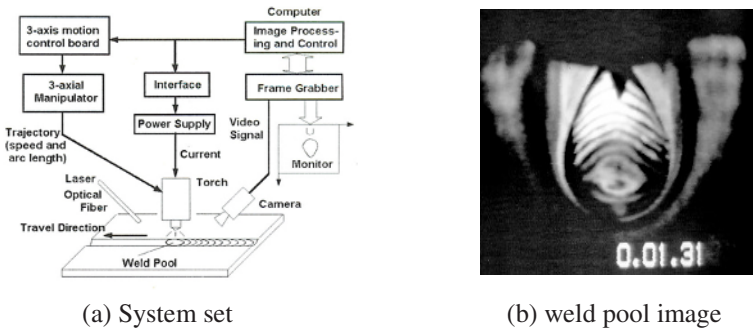 Computer
3-axis motion
control board
Image Process-
ing and Control
3-axial
Manipulator
Interface
Frame Grabber
Trajectory
(speed and
arc length)
Power Supply
Video
Signal
Monitor
Current
Laser
Optical
Fiber
Torch
Camera
Travel Direction
Weld Pool
0.01.31
(a) System set
(b) weld pool image